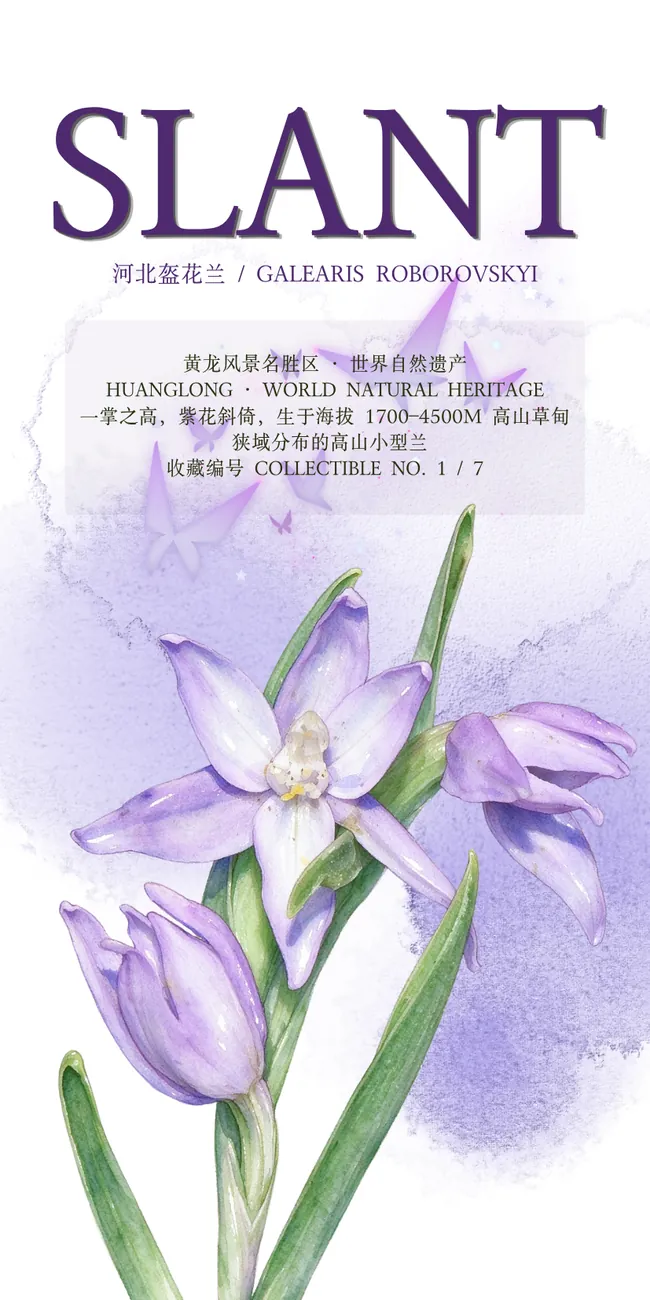 SLANT
河北盔花兰 / GALEARIS ROBOROVSKYI
黄龙风景名胜区 · 世界自然遗产
HUANGLONG · WORLD NATURAL HERITAGE
一掌之高，紫花斜倚，生于海拔 1700–4500M 高山草甸
狭域分布的高山小型兰
收藏编号 COLLECTIBLE NO. 1 / 7